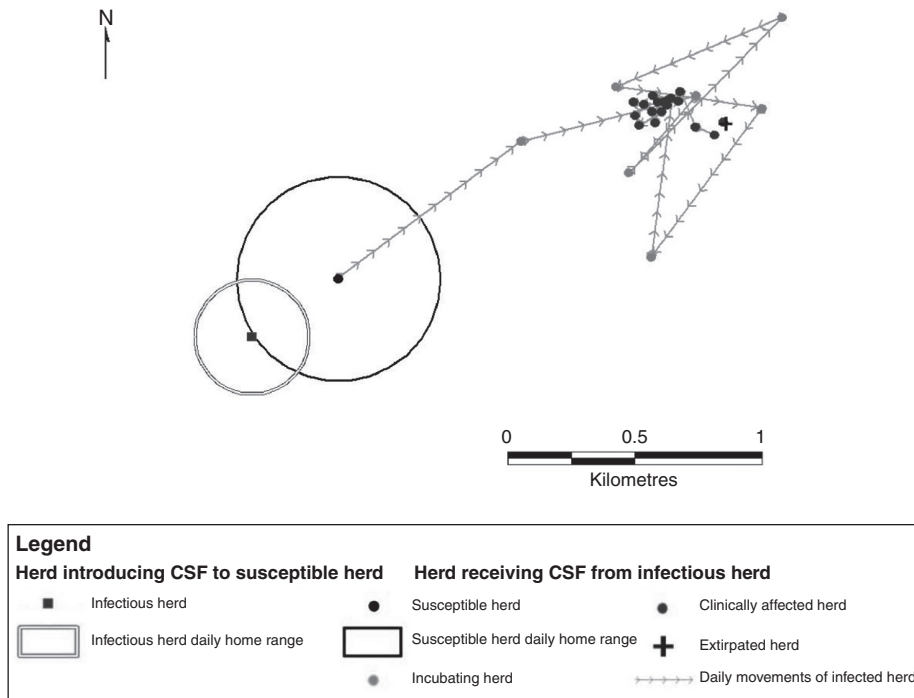 N
0 0.5 1
Kilometres
Legend
Herd introducing CSF to susceptible herd Herd receiving CSF from infectious herd
Infectious herd Susceptible herd Clinically affected herd
Infectious herd daily home range Susceptible herd daily home range Extirpated herd
Incubating herd Daily movements of infected herd